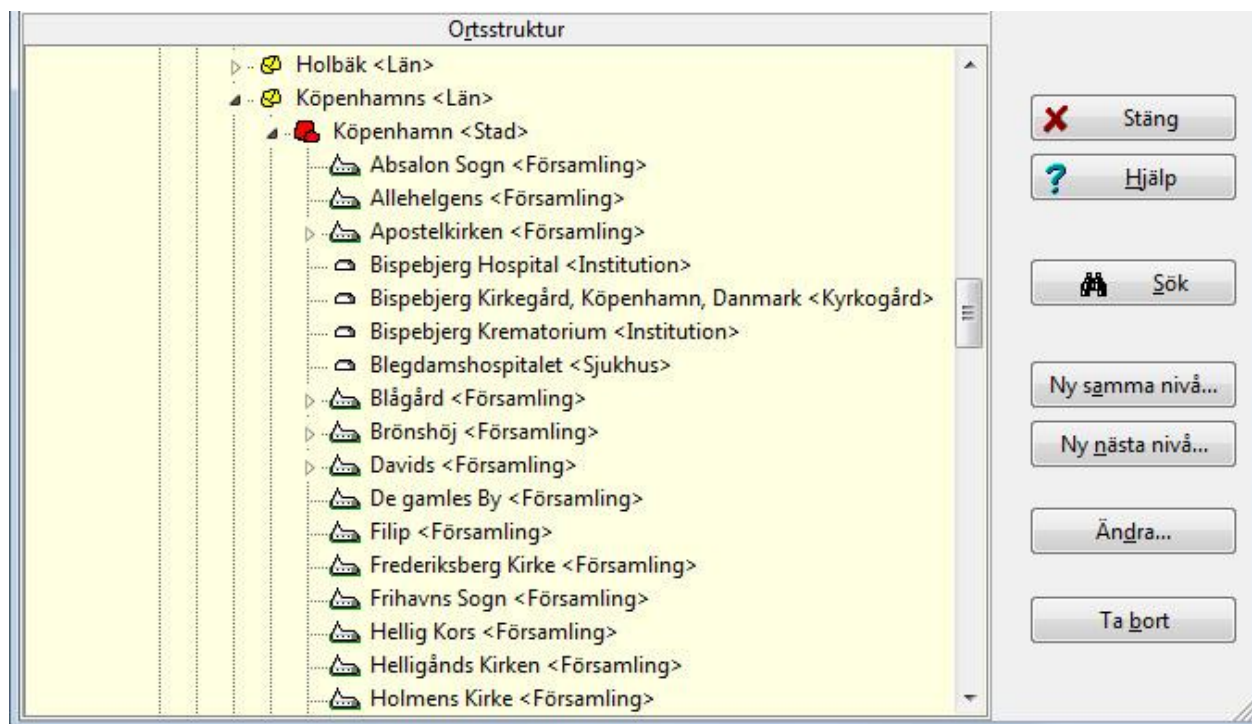 Ortsstruktur
Holbäk <Län>
Köpenhamns <Län>
Köpenhamn <Stad>
Absalon Sogn <Församling>
Allehelgens <Församling>
Apostelkirken <Församling>
Bispebjerg Hospital <Institution>
Bispebjerg Kirkegård, Köpenhamn, Danmark <Kyrkogård>
Bispebjerg Krematorium <Institution>
Blegdamshospitalet <Sjukhus>
Blågård <Församling>
Brönshöj <Församling>
Davids <Församling>
De gamles By <Församling>
Filip <Församling>
Frederiksberg Kirke <Församling>
Frihavns Sogn <Församling>
Hellig Kors <Församling>
Helligånds Kirken <Församling>
Holmens Kirke <Församling>
Stäng
Hjälp
Sök
Ny samma nivå...
Ny nästa nivå...
Ändra...
Ta bort